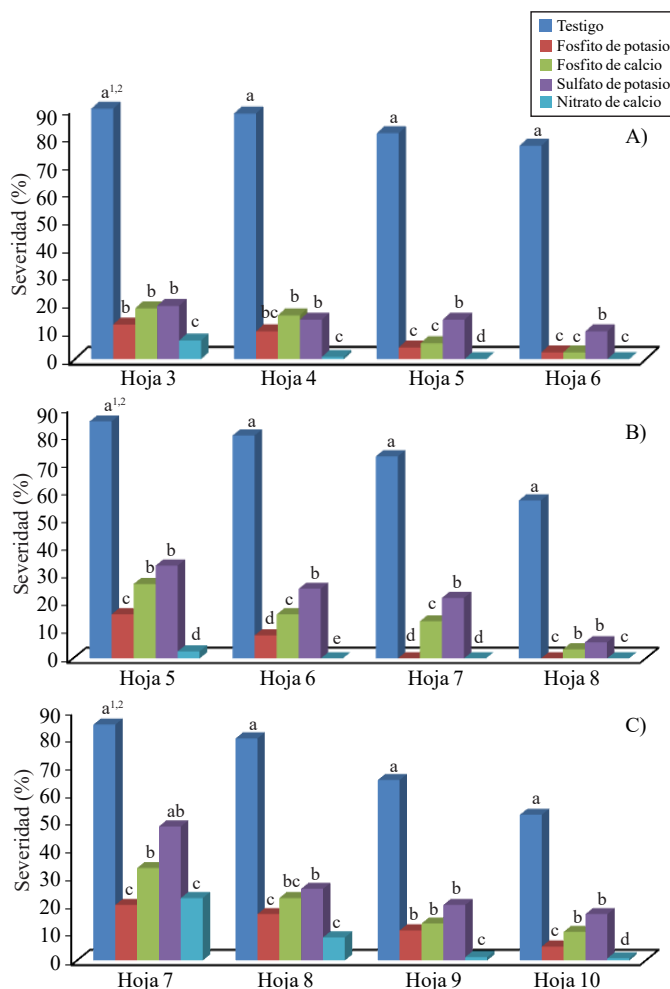 Testigo
Fosfito de potasio
Fosfito de calcio
Sulfato de potasio
Nitrato de calcio
A)
Severidad (%)
90
80
70
60
50
40
30
20
10
0
a1,2 b b b c
a bc b b c
a c c b d
a c c b c
Hoja 3 Hoja 4 Hoja 5 Hoja 6
B)
Severidad (%)
90
80
70
60
50
40
30
20
10
0
a1,2 c b b d
a d c b e
a d c b d
a c b b c
Hoja 5 Hoja 6 Hoja 7 Hoja 8
C)
Severidad (%)
90
80
70
60
50
40
30
20
10
0
a1,2 c b ab c
a c bc b c
a b b b c
a c b b d
Hoja 7 Hoja 8 Hoja 9 Hoja 10